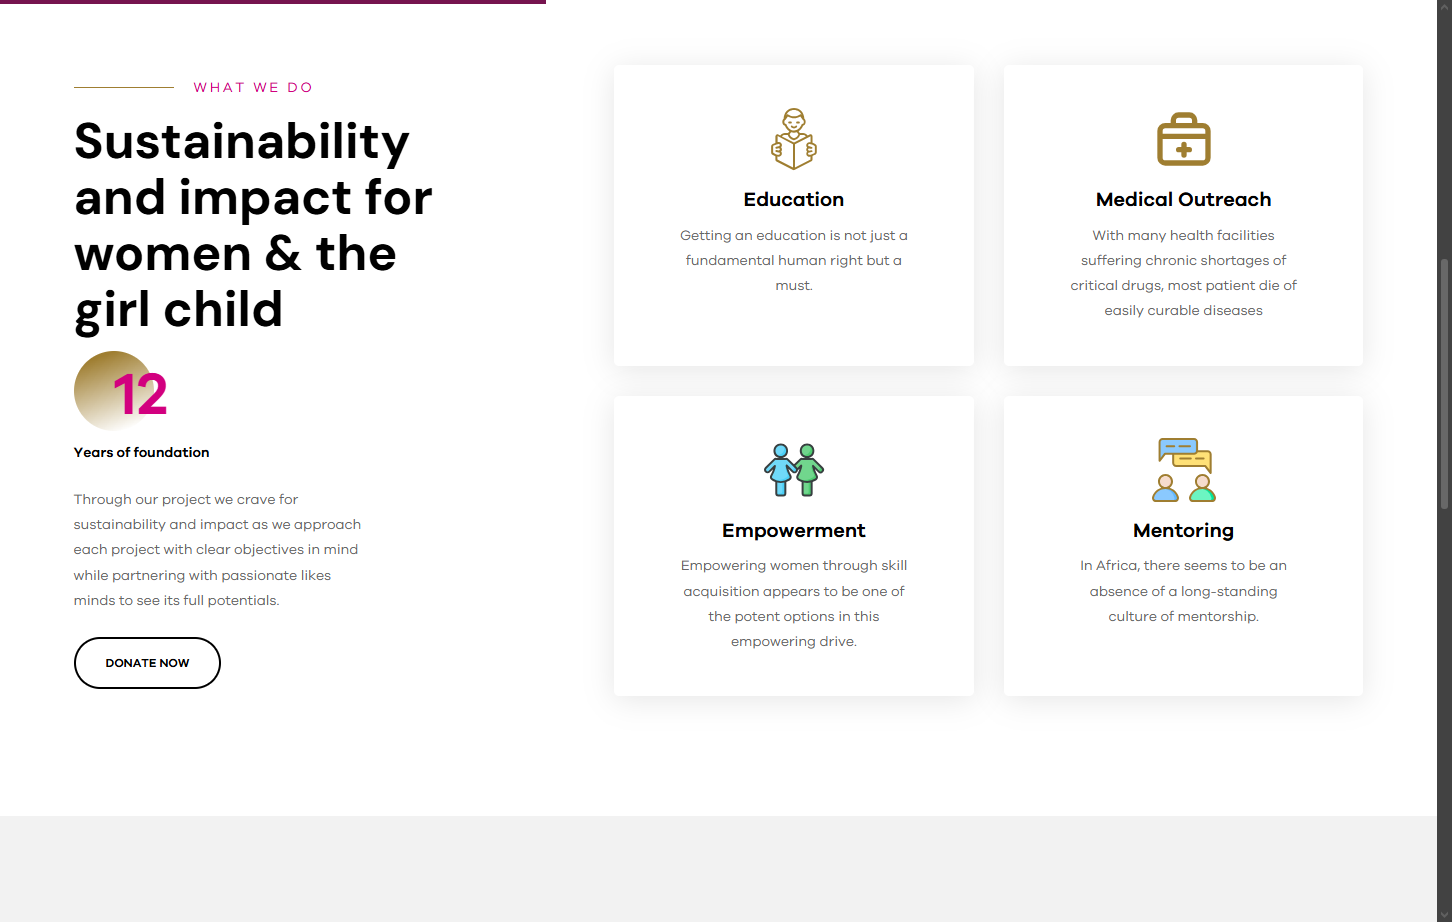 WHAT WE DO
Sustainability
and impact for
women & the
girl child
12
Years of foundation
Through our project we crave for
sustainability and impact as we approach
each project with clear objectives in mind
while partnering with passionate likes
minds to see its full potentials.
DONATE NOW
Education
Getting an education is not just a
fundamental human right but a
must.
Medical Outreach
With many health facilities
suffering chronic shortages of
critical drugs, most patient die of
easily curable diseases
Empowerment
Empowering women through skill
acquisition appears to be one of
the potent options in this
empowering drive.
Mentoring
In Africa, there seems to be an
absence of a long-standing
culture of mentorship.